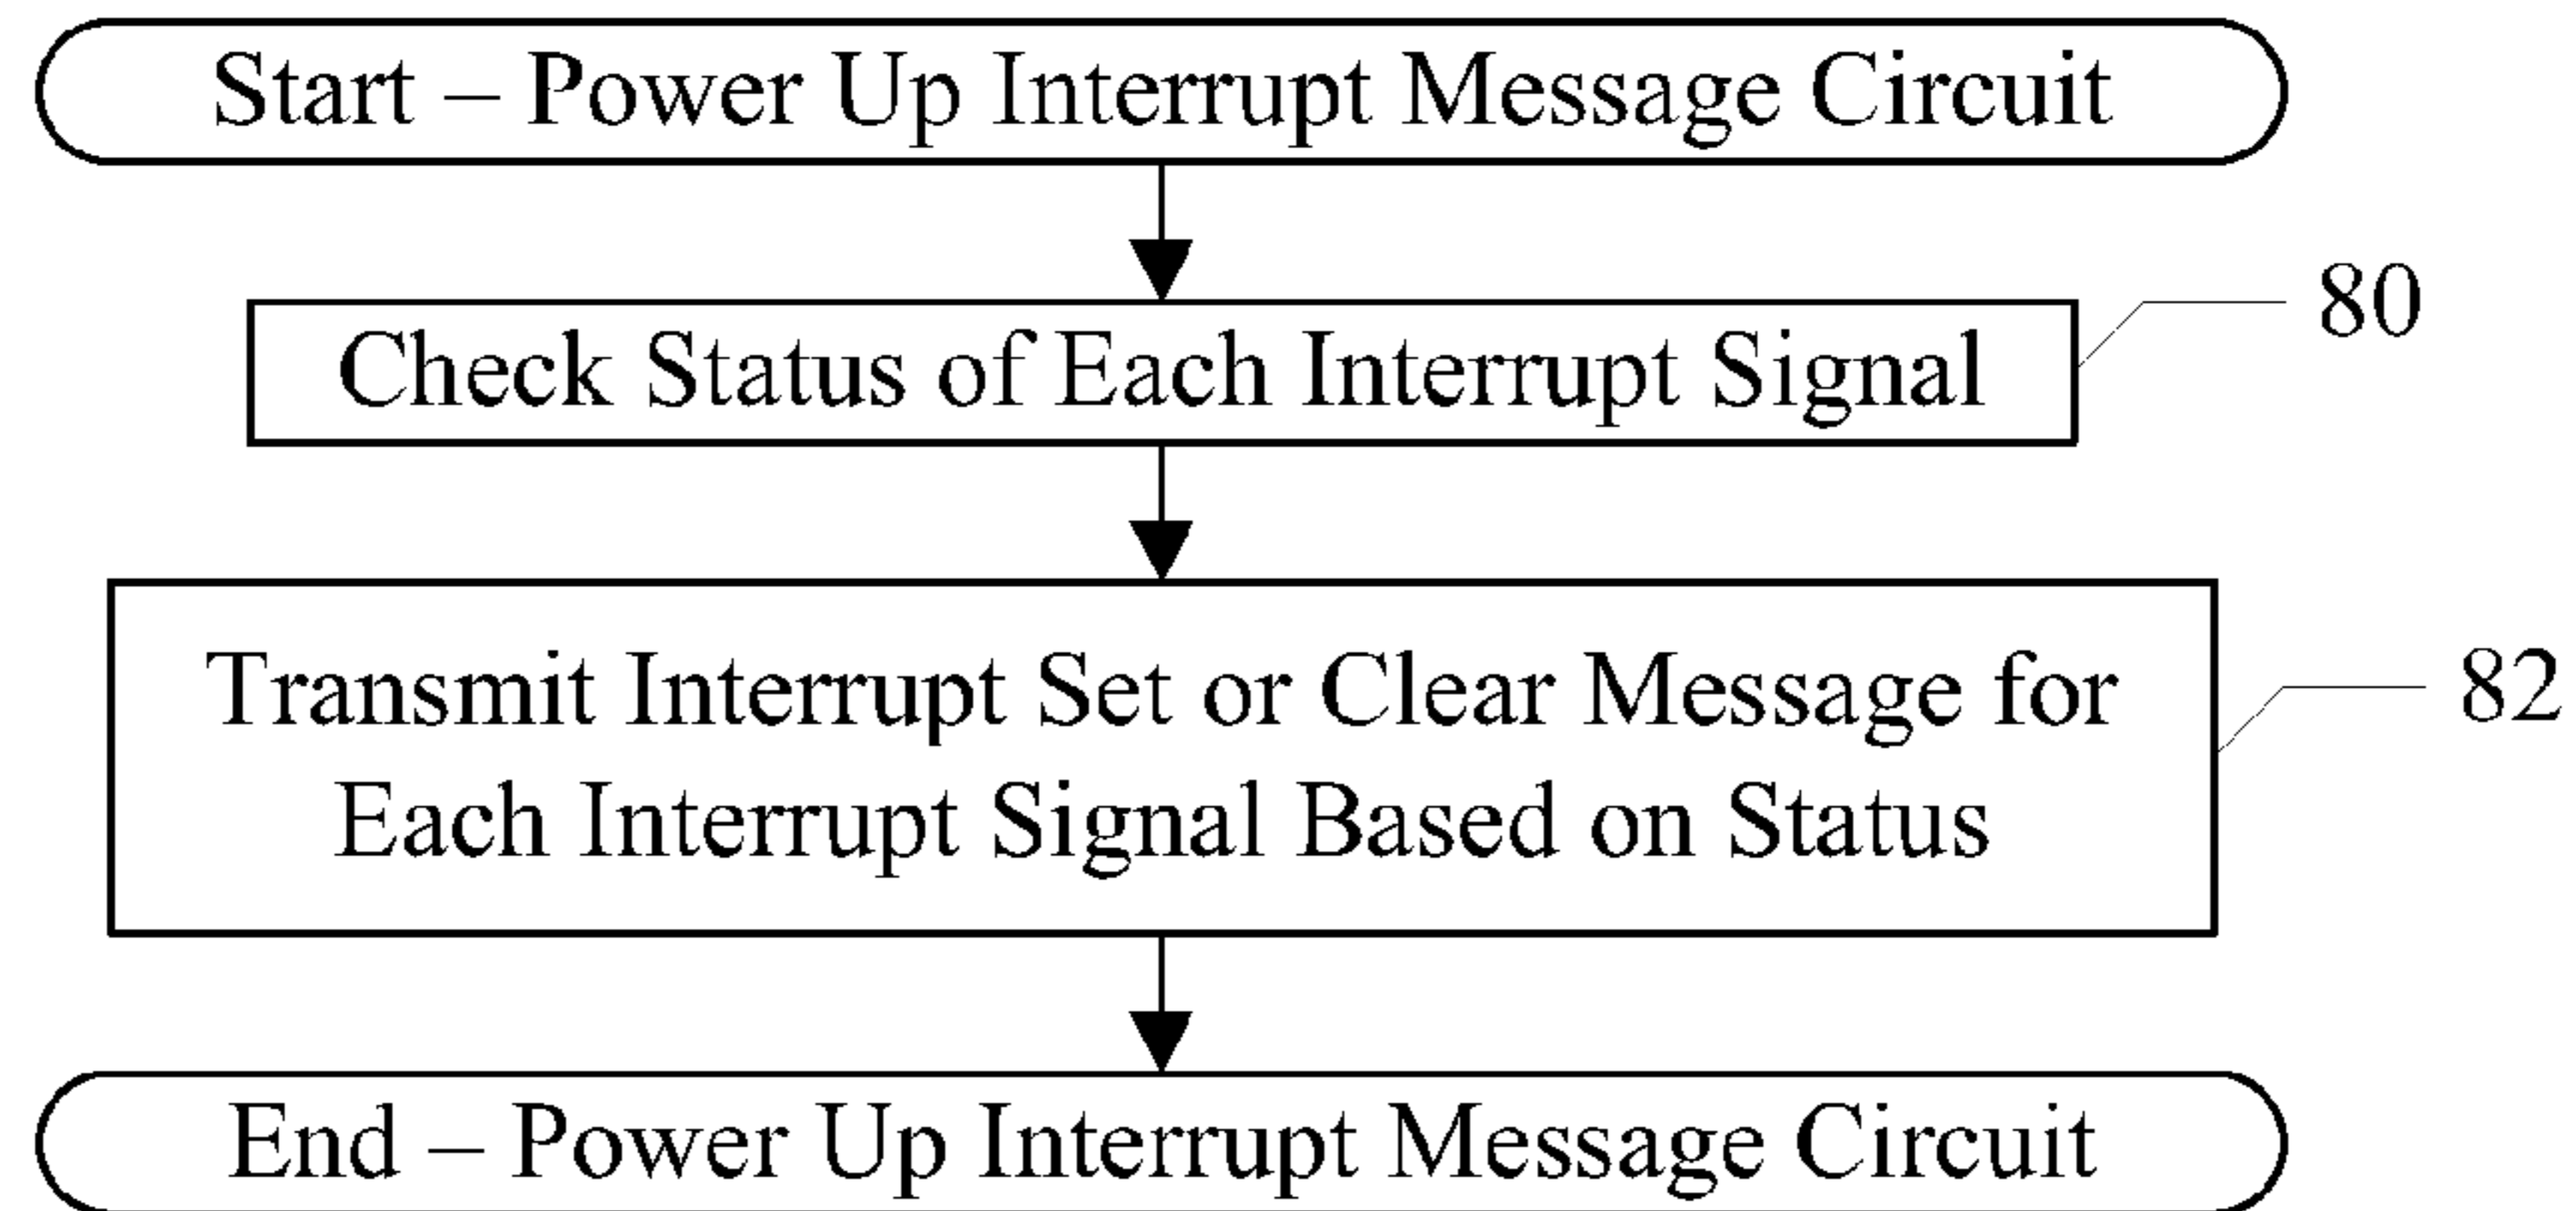 Start – Power Up Interrupt Message Circuit
Check Status of Each Interrupt Signal
80
Transmit Interrupt Set or Clear Message for
Each Interrupt Signal Based on Status
82
End – Power Up Interrupt Message Circuit